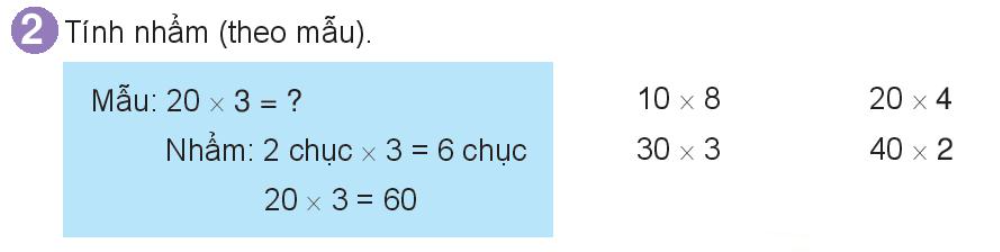 2 Tính nhẩm (theo mẫu).
Mẫu: 20 × 3 = ?
Nhẩm: 2 chục × 3 = 6 chục
20 × 3 = 60
10 × 8 20 × 4
30 × 3 40 × 2